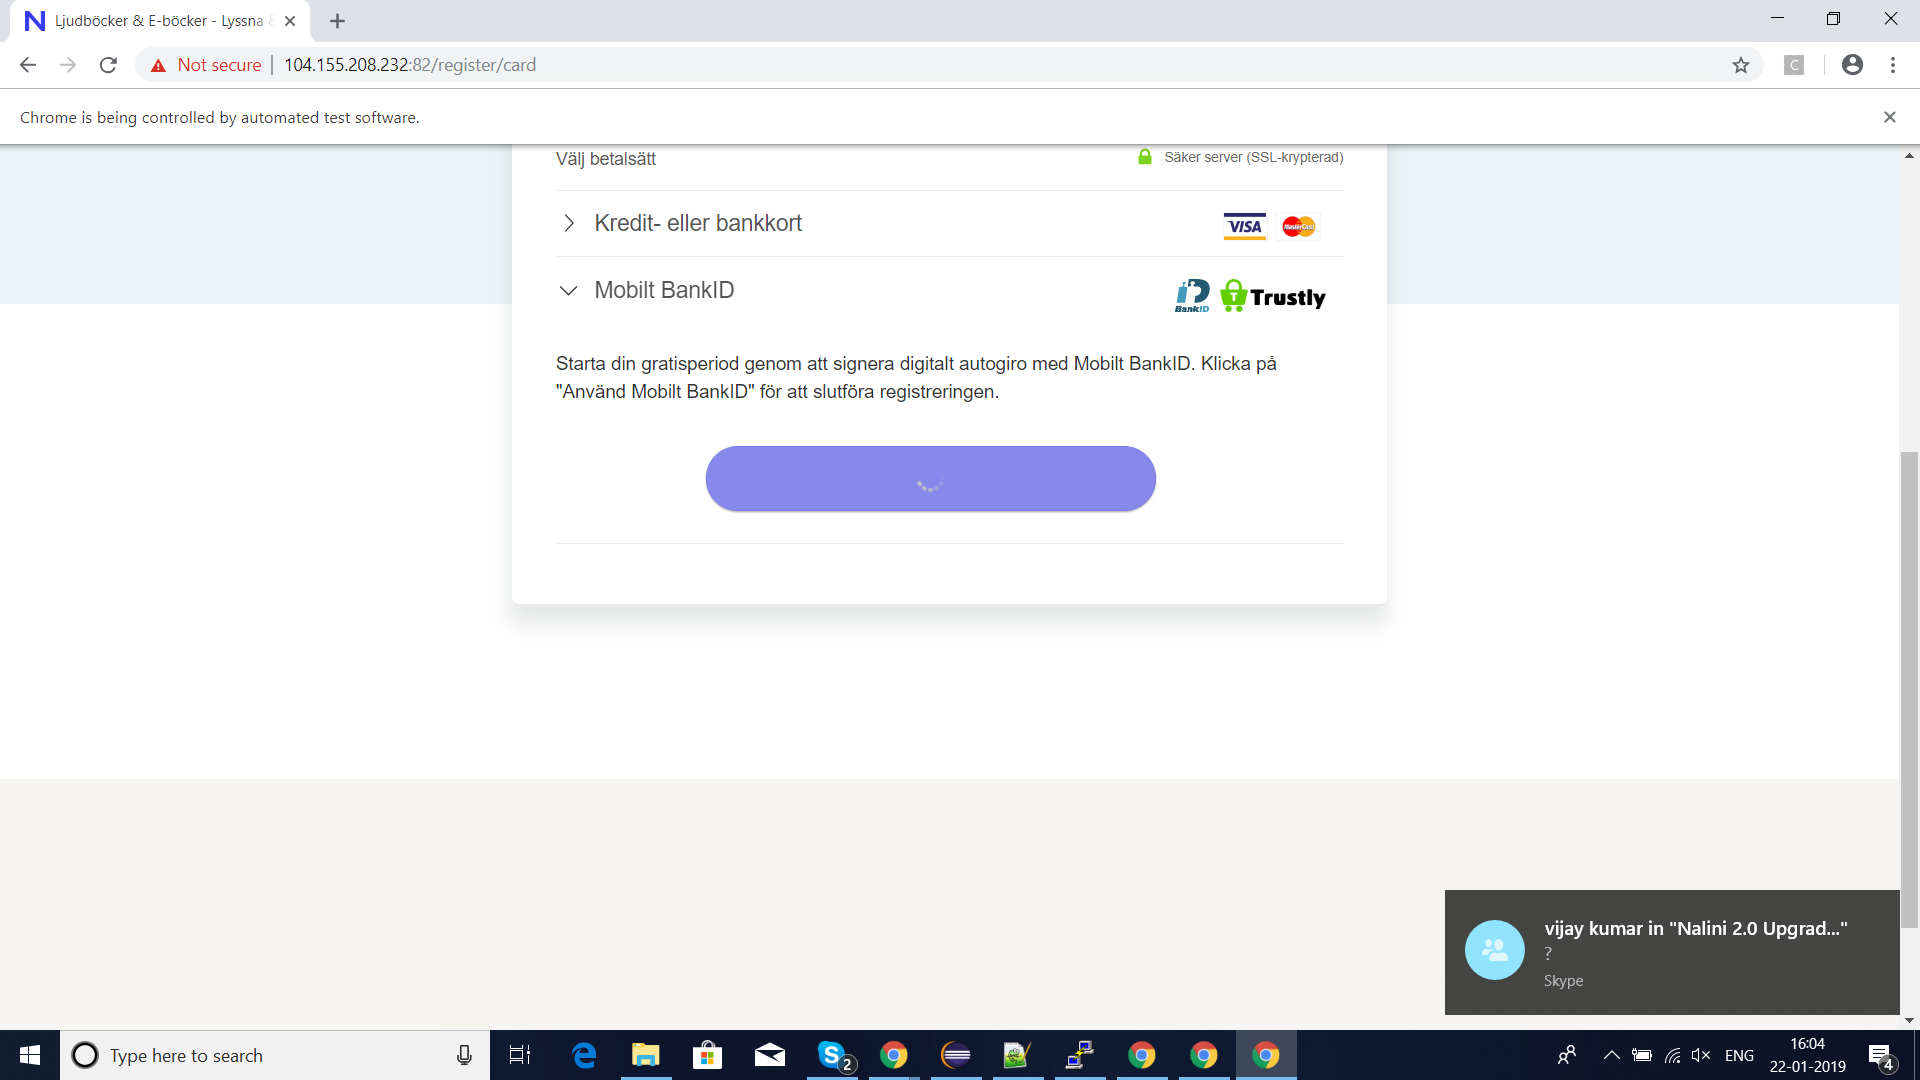 Ljudböcker & E-böcker - Lyssna
Not secure
104.155.208.232:82/register/card
C
Chrome is being controlled by automated test software.
Välj betalsätt
Säker server (SSL-krypterad)
Kredit- eller bankkort
VISA
MasterCard
Mobilt BankID
BankID
Trustly
Starta din gratisperiod genom att signera digitalt autogiro med Mobilt BankID. Klicka på
"Använd Mobilt BankID" för att slutföra registreringen.
vijay kumar in "Nalini 2.0 Upgrad..."
?
Skype
Type here to search
2
ENG
16:04
22-01-2019
4